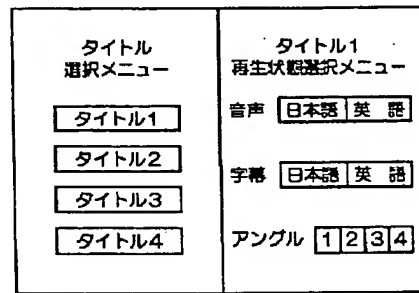 タイトル
選択メニュー
タイトル1
タイトル2
タイトル3
タイトル4
タイトル1
再生状態選択メニュー
音声 日本語 英 語
字幕 日本語 英 語
アングル 1 2 3 4